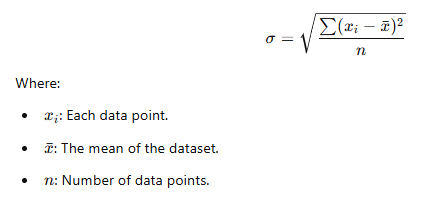 σ = √(∑(xᵢ − x̄)² / n)
Where:
• xᵢ: Each data point.
• x̄: The mean of the dataset.
• n: Number of data points.